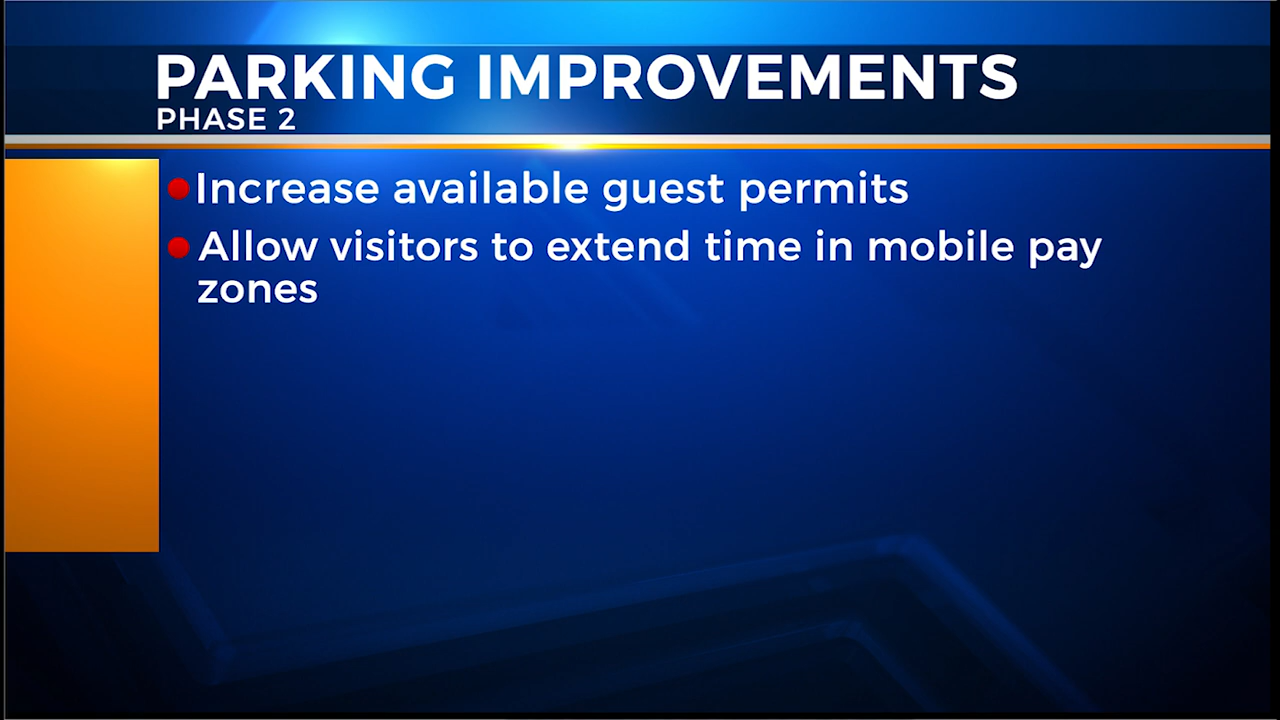 PARKING IMPROVEMENTS
PHASE 2
Increase available guest permits
Allow visitors to extend time in mobile pay
zones